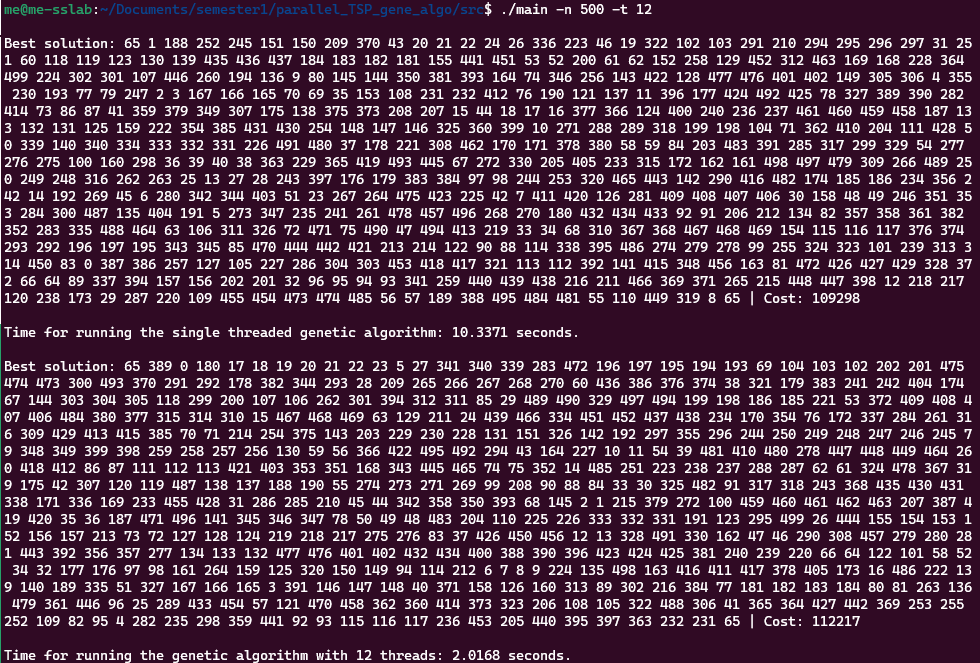 me@me-sslab:~/Documents/semester1/parallel_TSP_gene_algo/src$ ./main -n 500 -t 12
Best solution: 65 1 188 252 245 151 150 209 370 43 20 21 22 24 26 336 223 46 19 322 102 103 291 210 294 295 296 297 31 25
1 60 118 119 123 130 139 435 436 437 184 183 182 181 155 441 451 53 52 200 61 62 152 258 129 452 312 463 169 168 228 364
499 224 302 301 107 446 260 194 136 9 80 145 144 350 381 393 164 74 346 256 143 422 128 477 476 401 402 149 305 306 4 355
230 193 77 79 247 2 3 167 166 165 70 69 35 153 108 231 232 412 76 190 121 137 11 396 177 424 492 425 78 327 389 390 282
414 73 86 87 41 359 379 349 307 175 138 375 373 208 207 15 44 18 17 16 377 366 124 400 240 236 237 461 460 459 458 187 13
3 132 131 125 159 222 354 385 431 430 254 148 147 146 325 360 399 10 271 288 289 318 199 198 104 71 362 410 204 111 428 5
0 339 140 340 334 333 332 331 226 491 480 37 178 221 308 462 170 171 378 380 58 59 84 203 483 391 285 317 299 329 54 277
276 275 100 160 298 36 39 40 38 363 229 365 419 493 445 67 272 330 205 405 233 315 172 162 161 498 497 479 309 266 489 25
0 249 248 316 262 263 25 13 27 28 243 397 176 179 383 384 97 98 244 253 320 465 443 142 290 416 482 174 185 186 234 356 2
42 14 192 269 45 6 280 342 344 403 51 23 267 264 475 423 225 42 7 411 420 126 281 409 408 407 406 30 158 48 49 246 351 35
3 284 300 487 135 404 191 5 273 347 235 241 261 478 457 496 268 270 180 432 434 433 92 91 206 212 134 82 357 358 361 382
352 283 335 488 464 63 106 311 326 72 471 75 490 47 494 413 219 33 34 68 310 367 368 467 468 469 154 115 116 117 376 374
293 292 196 197 195 343 345 85 470 444 442 421 213 214 122 90 88 114 338 395 486 274 279 278 99 255 324 323 101 239 313 3
14 450 83 0 387 386 257 127 105 227 286 304 303 453 418 417 321 113 112 392 141 415 348 456 163 81 472 426 427 429 328 37
2 66 64 89 337 394 157 156 202 201 32 96 95 94 93 341 259 440 439 438 216 211 466 369 371 265 215 448 447 398 12 218 217
120 238 173 29 287 220 109 455 454 473 474 485 56 57 189 388 495 484 481 55 110 449 319 8 65 | Cost: 109298
Time for running the single threaded genetic algorithm: 10.3371 seconds.
Best solution: 65 389 0 180 17 18 19 20 21 22 23 5 27 341 340 339 283 472 196 197 195 194 193 69 104 103 102 202 201 475
474 473 300 493 370 291 292 178 382 344 293 28 209 265 266 267 268 270 60 436 386 376 374 38 321 179 383 241 242 404 174
67 144 303 304 305 118 299 200 107 106 262 301 394 312 311 85 29 489 490 329 497 494 199 198 186 185 221 53 372 409 408 4
07 406 484 380 377 315 314 310 15 467 468 469 63 129 211 24 439 466 334 451 452 437 438 234 170 354 76 172 337 284 261 31
6 309 429 413 415 385 70 71 214 254 375 143 203 229 230 228 131 151 326 142 192 297 355 296 244 250 249 248 247 246 245 7
9 348 349 399 398 259 258 257 256 130 59 56 366 422 495 492 294 43 164 227 10 11 54 39 481 410 480 278 447 448 449 464 26
0 418 412 86 87 111 112 113 421 403 353 351 168 343 445 465 74 75 352 14 485 251 223 238 237 288 287 62 61 324 478 367 31
9 175 42 307 120 119 487 138 137 188 190 55 274 273 271 269 99 208 90 88 84 33 30 325 482 91 317 318 243 368 435 430 431
338 171 336 169 233 455 428 31 286 285 210 45 44 342 358 350 393 68 145 2 1 215 379 272 100 459 460 461 462 463 207 387 4
19 420 35 36 187 471 496 141 345 346 347 78 50 49 48 483 204 110 225 226 333 332 331 191 123 295 499 26 444 155 154 153 1
52 156 157 213 73 72 127 128 124 219 218 217 275 276 83 37 426 450 456 12 13 328 491 330 162 47 46 290 308 457 279 280 28
1 443 392 356 357 277 134 133 132 477 476 401 402 432 434 400 388 390 396 423 424 425 381 240 239 220 66 64 122 101 58 52
34 32 177 176 97 98 161 264 159 125 320 150 149 94 114 212 6 7 8 9 224 135 498 163 416 411 417 378 405 173 16 486 222 13
9 140 189 335 51 327 167 166 165 3 391 146 147 148 40 371 158 126 160 313 89 302 216 384 77 181 182 183 184 80 81 263 136
479 361 446 96 25 289 433 454 57 121 470 458 362 360 414 373 323 206 108 105 322 488 306 41 365 364 427 442 369 253 255
252 109 82 95 4 282 235 298 359 441 92 93 115 116 117 236 453 205 440 395 397 363 232 231 65 | Cost: 112217
Time for running the genetic algorithm with 12 threads: 2.0168 seconds.